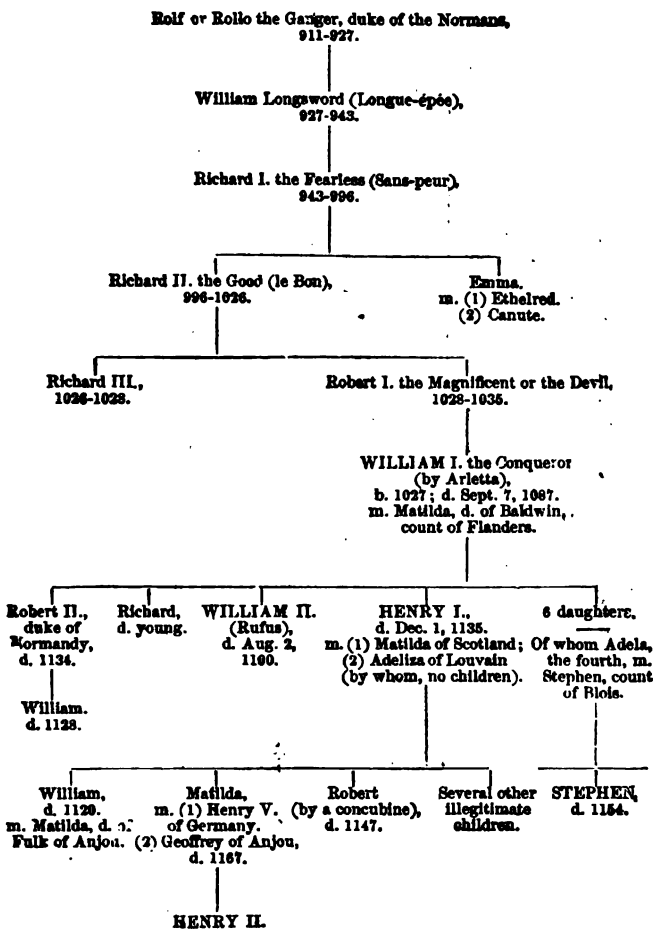 Rolf or Rollo the Ganger, duke of the Normans,
911-927.
William Longsword (Longue-épée),
927-943.
Richard I. the Fearless (Sans-peur),
943-996.
Richard II. the Good (le Bon),
996-1026.
Emma.
m. (1) Ethelred.
(2) Canute.
Richard III.,
1026-1028.
Robert I. the Magnificent or the Devil,
1028-1035.
WILLIAM I. the Conqueror
(by Arletta),
b. 1027; d. Sept. 7, 1087.
m. Matilda, d. of Baldwin,
count of Flanders.
Robert II.,
duke of
Normandy,
d. 1134.
Richard,
d. young.
WILLIAM II.
(Rufus),
d. Aug. 2,
1100.
HENRY I.,
d. Dec. 1, 1135.
m. (1) Matilda of Scotland;
(2) Adeliza of Louvain
(by whom, no children).
6 daughters.
Of whom Adela,
the fourth, m.
Stephen, count
of Blois.
William.
d. 1128.
William,
d. 1120.
m. Matilda, d. of
Fulk of Anjou.
Matilda,
m. (1) Henry V.
of Germany.
(2) Geoffrey of Anjou,
d. 1167.
Robert
(by a concubine),
d. 1147.
Several other
illegitimate
children.
STEPHEN,
d. 1154.
HENRY II.